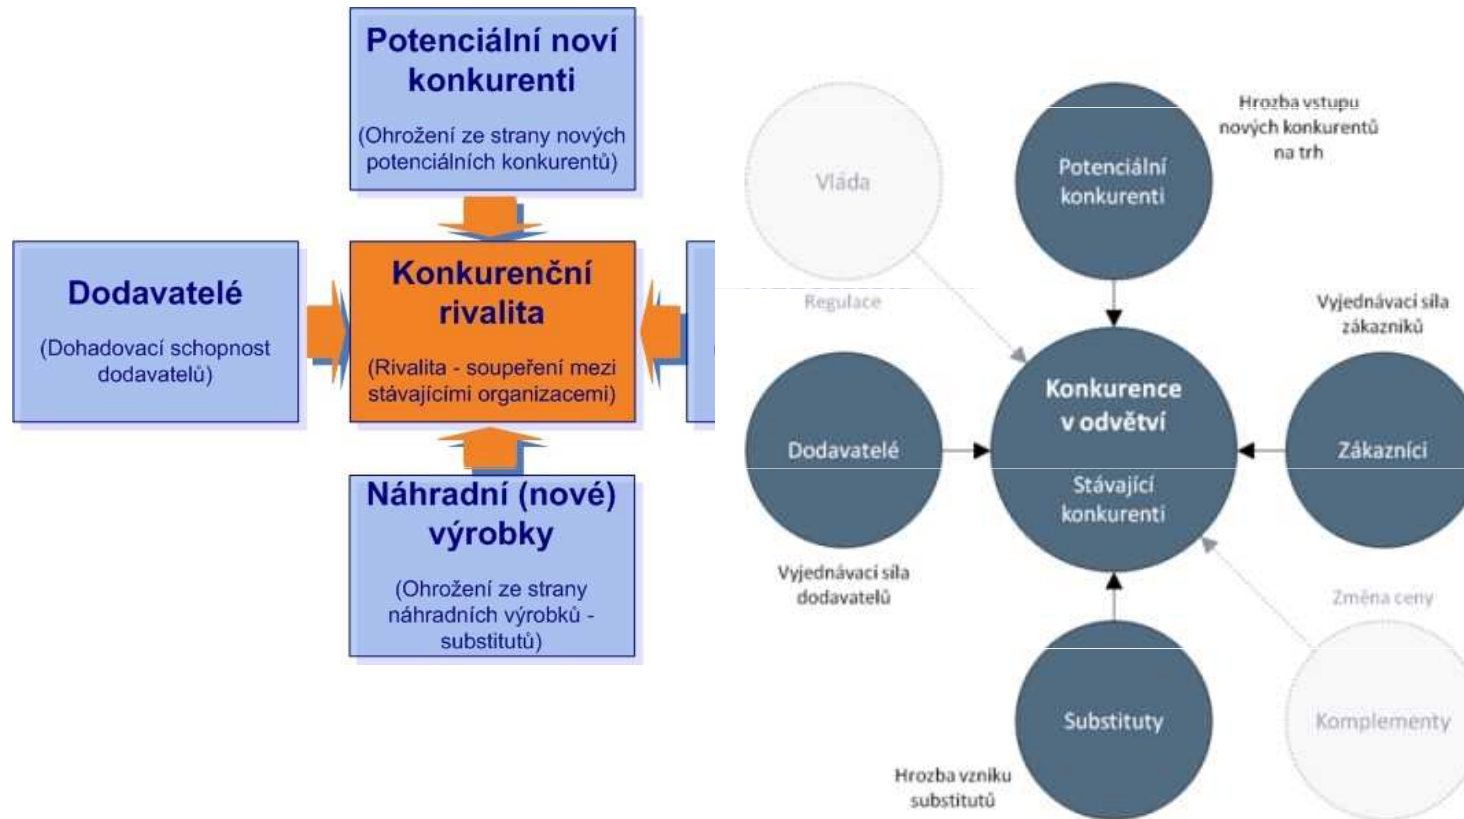 Potenciální noví
konkurenti
(Ohrožení ze strany nových
potenciálních konkurentů)
Dodavatelé
(Dohadovací schopnost
dodavatelů)
Konkurenční
rivalita
(Rivalita - soupeření mezi
stávajícími organizacemi)
Náhradní (nové)
výrobky
(Ohrožení ze strany
náhradních výrobků -
substitutů)
Vláda
Regulace
Potenciální
konkurenti
Hrozba vstupu
nových konkurentů
na trh
Dodavatelé
Vyjednávací síla
dodavatelů
Konkurence
v odvětví
Stávající
konkurenti
Vyjednávací síla
zákazníků
Zákazníci
Substituty
Hrozba vzniku
substitutů
Změna ceny
Komplementy